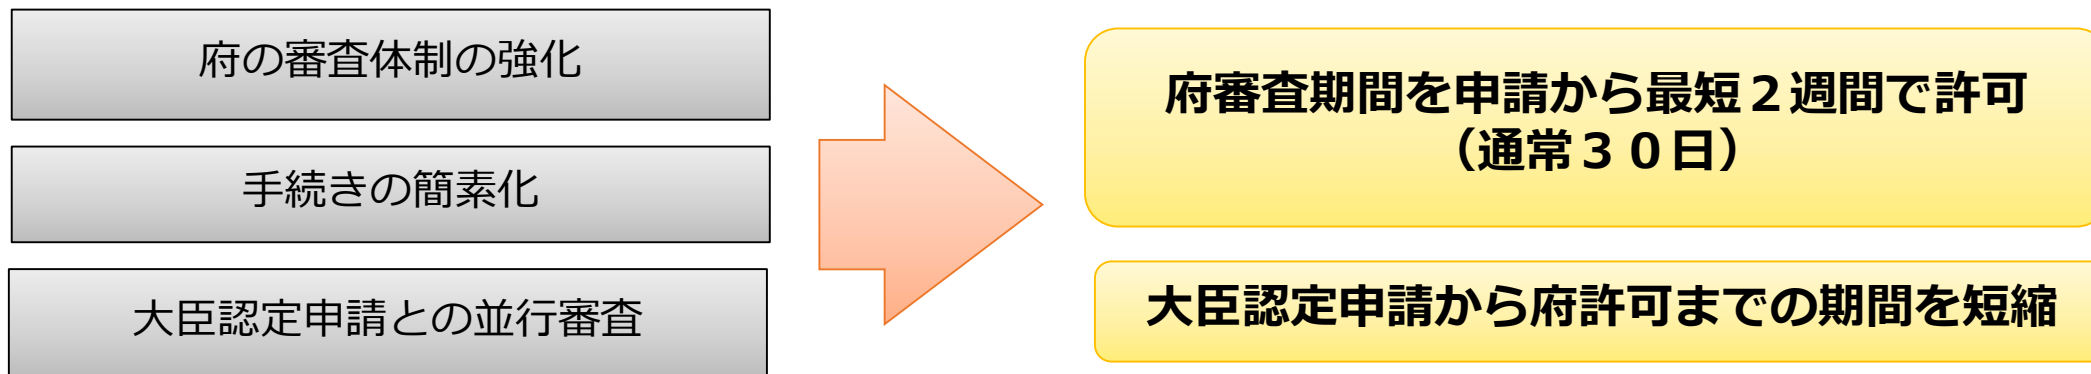 府の審査体制の強化
手続きの簡素化
大臣認定申請との並行審査
府審査期間を申請から最短２週間で許可
（通常３０日）
大臣認定申請から府許可までの期間を短縮